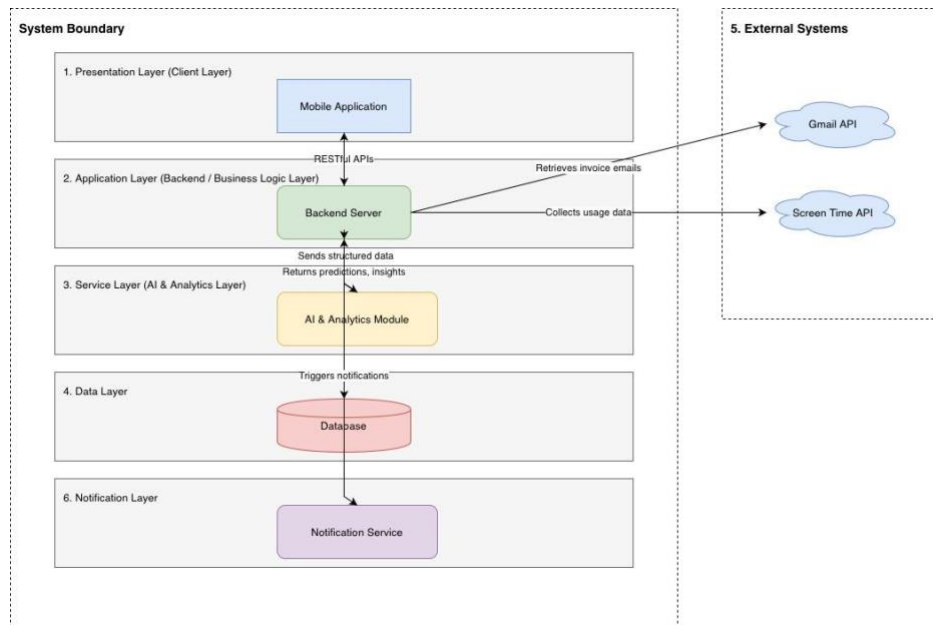 System Boundary
5. External Systems
1. Presentation Layer (Client Layer)
Mobile Application
Gmail API
RESTful APIs
Retrieves invoice emails
2. Application Layer (Backend / Business Logic Layer)
Backend Server
Collects usage data
Screen Time API
Sends structured data
Returns predictions, insights
3. Service Layer (AI & Analytics Layer)
AI & Analytics Module
Triggers notifications
4. Data Layer
Database
6. Notification Layer
Notification Service